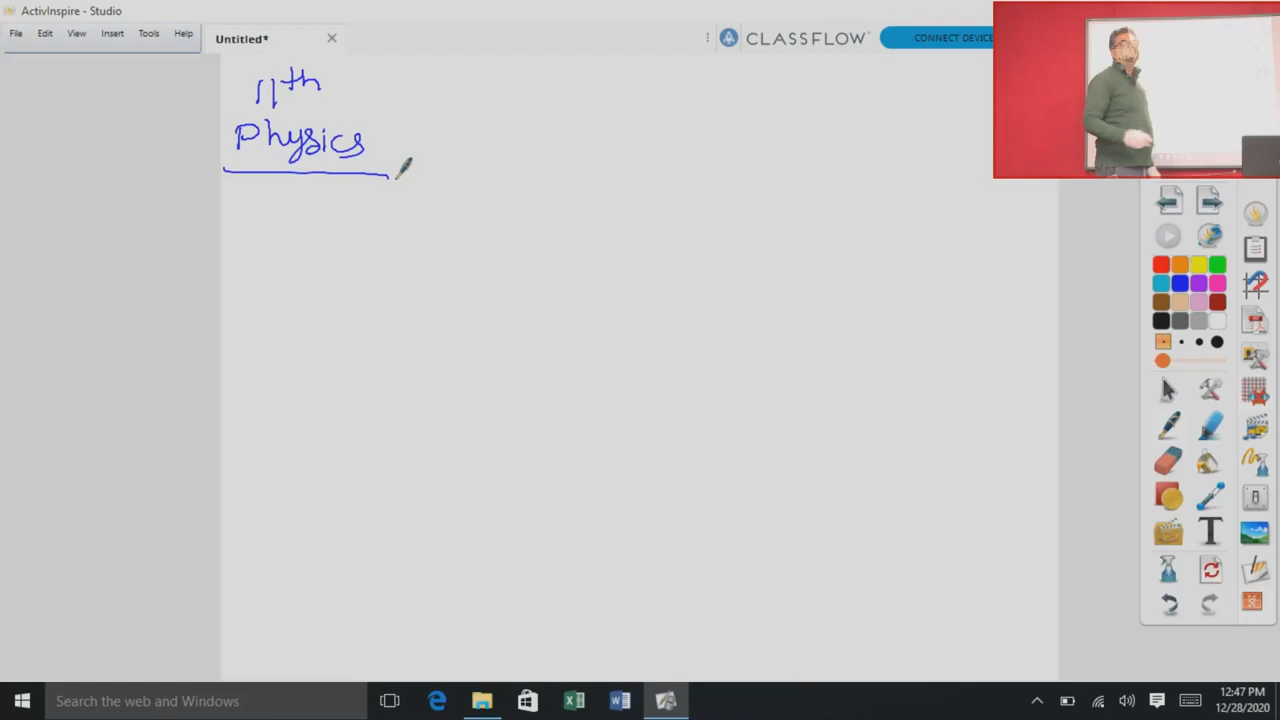 ActivInspire - Studio
File Edit View Insert Tools Help
Untitled*
CLASSFLOW
CONNECT DEVICE
11th
Physics
T
Search the web and Windows
12:47 PM
12/28/2020